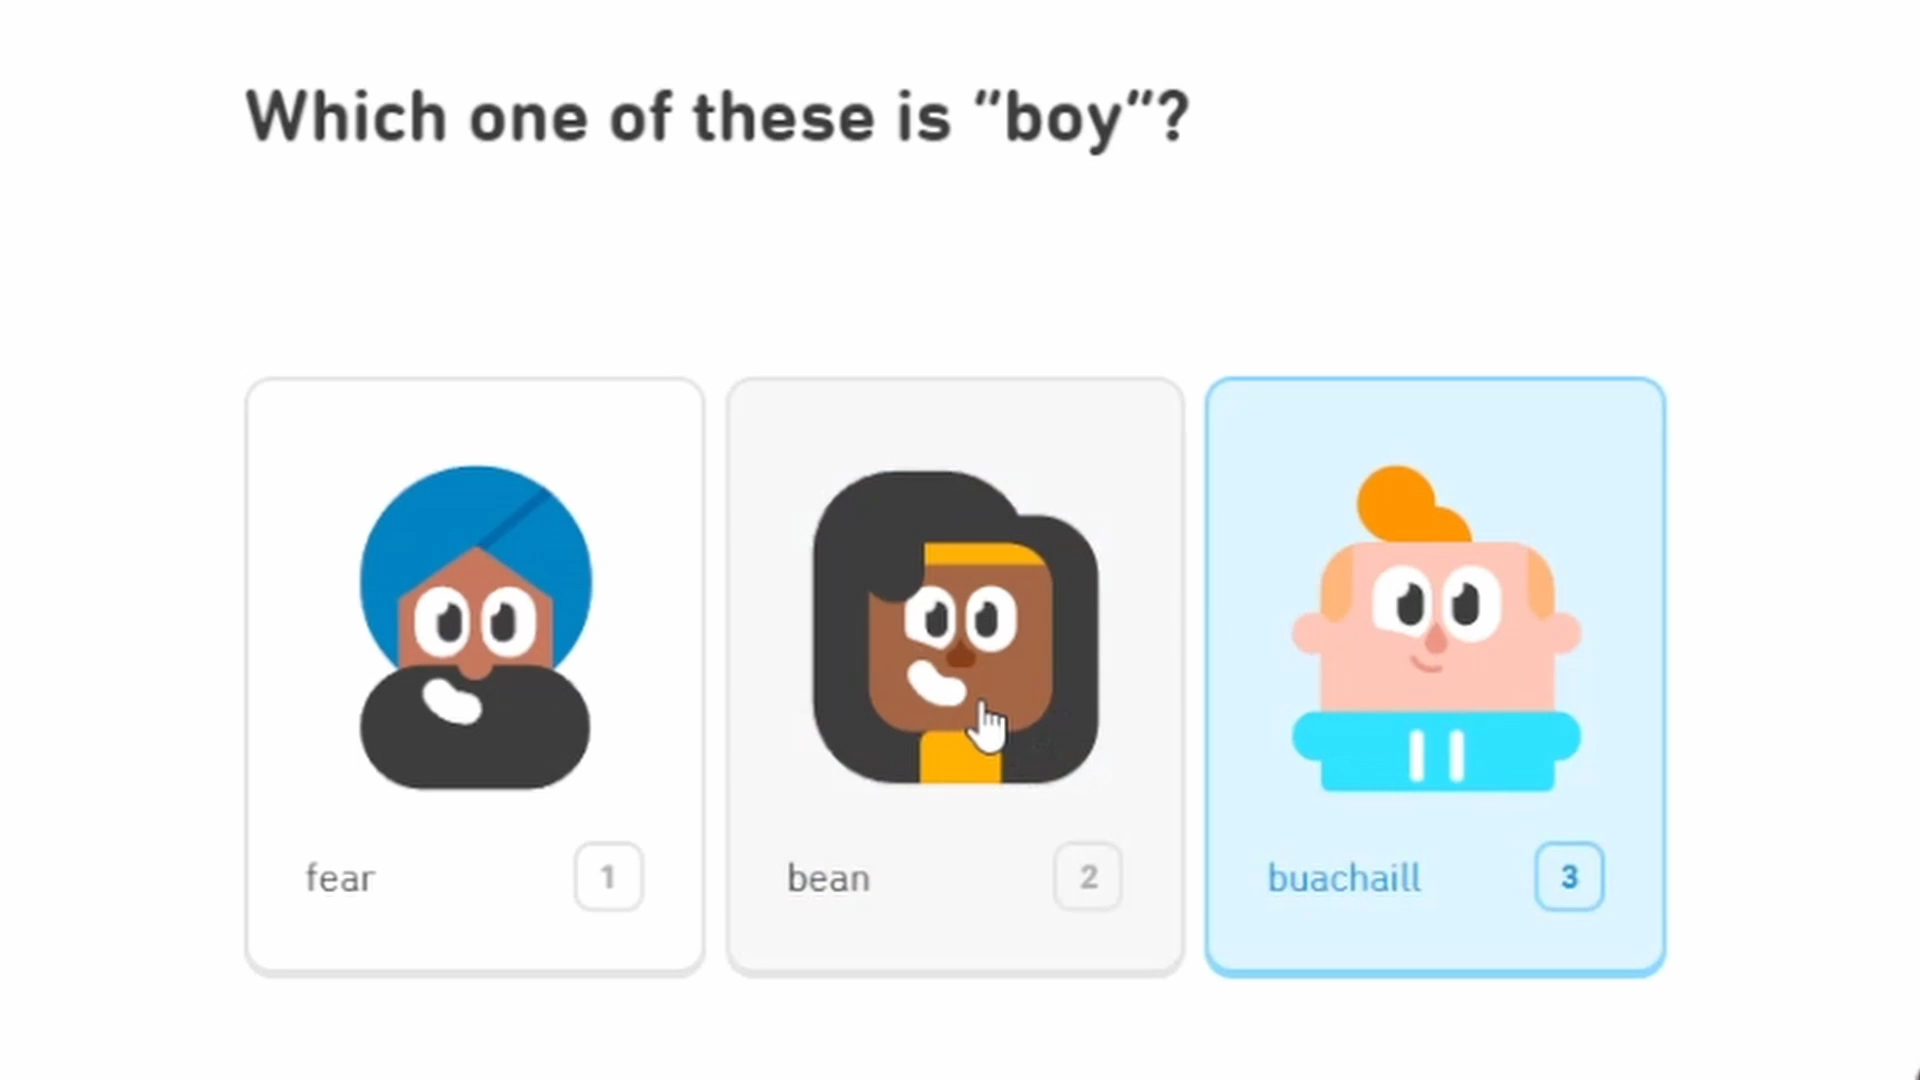 Which one of these is "boy"?
fear 1
bean 2
buachaill 3